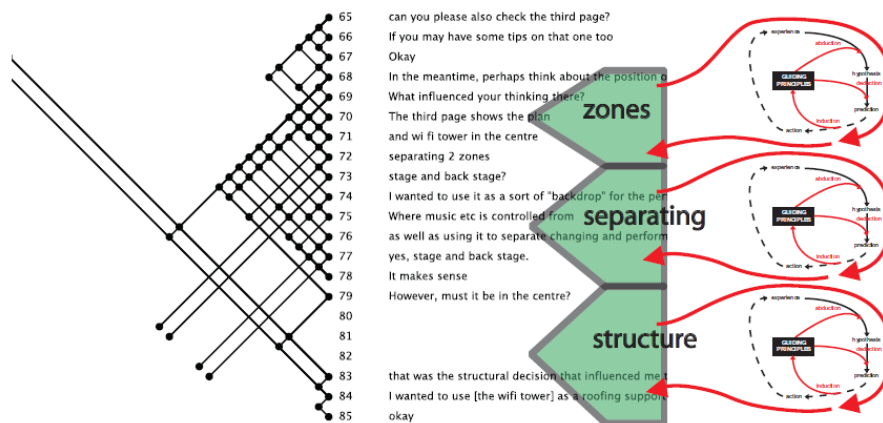 65 can you please also check the third page?
66 If you may have some tips on that one too
67 Okay
68 In the meantime, perhaps think about the position o
69 What influenced your thinking there?
70 The third page shows the plan
71 and wi fi tower in the centre
72 separating 2 zones
73 stage and back stage?
74 I wanted to use it as a sort of "backdrop" for the per
75 Where music etc is controlled from
76 as well as using it to separate changing and perform
77 yes, stage and back stage.
78 It makes sense
79 However, must it be in the centre?
80
81
82
83 that was the structural decision that influenced me t
84 I wanted to use [the wifi tower] as a roofing support
85 okay
zones
separating
structure
experience
abduction
hypothesis
GUIDING
PRINCIPLES
deduction
prediction
induction
action
experience
abduction
hypothesis
GUIDING
PRINCIPLES
deduction
prediction
induction
action
experience
abduction
hypothesis
GUIDING
PRINCIPLES
deduction
prediction
induction
action